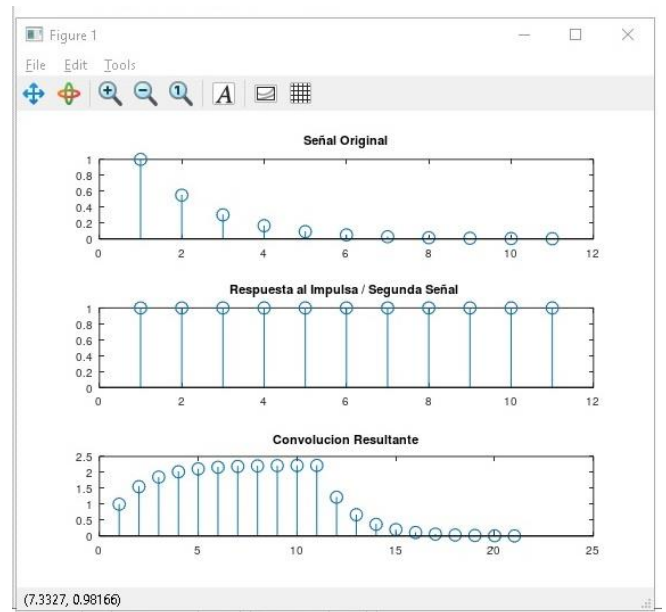 Figure 1
File Edit Tools
A
Señal Original
1
0.8
0.6
0.4
0.2
0
0 2 4 6 8 10 12
Respuesta al Impulsa / Segunda Señal
1
0.8
0.6
0.4
0.2
0
0 2 4 6 8 10 12
Convolucion Resultante
2.5
2
1.5
1
0.5
0
0 5 10 15 20 25
(7.3327, 0.98166)